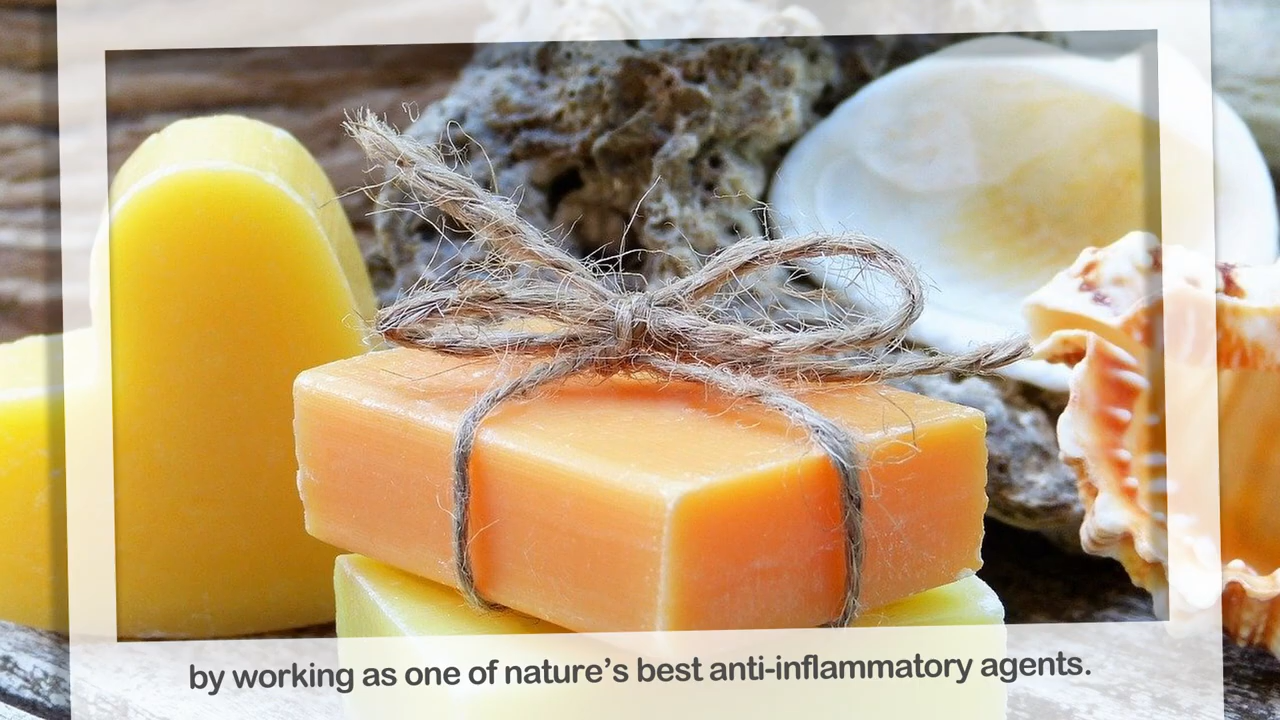 by working as one of nature’s best anti-inflammatory agents.